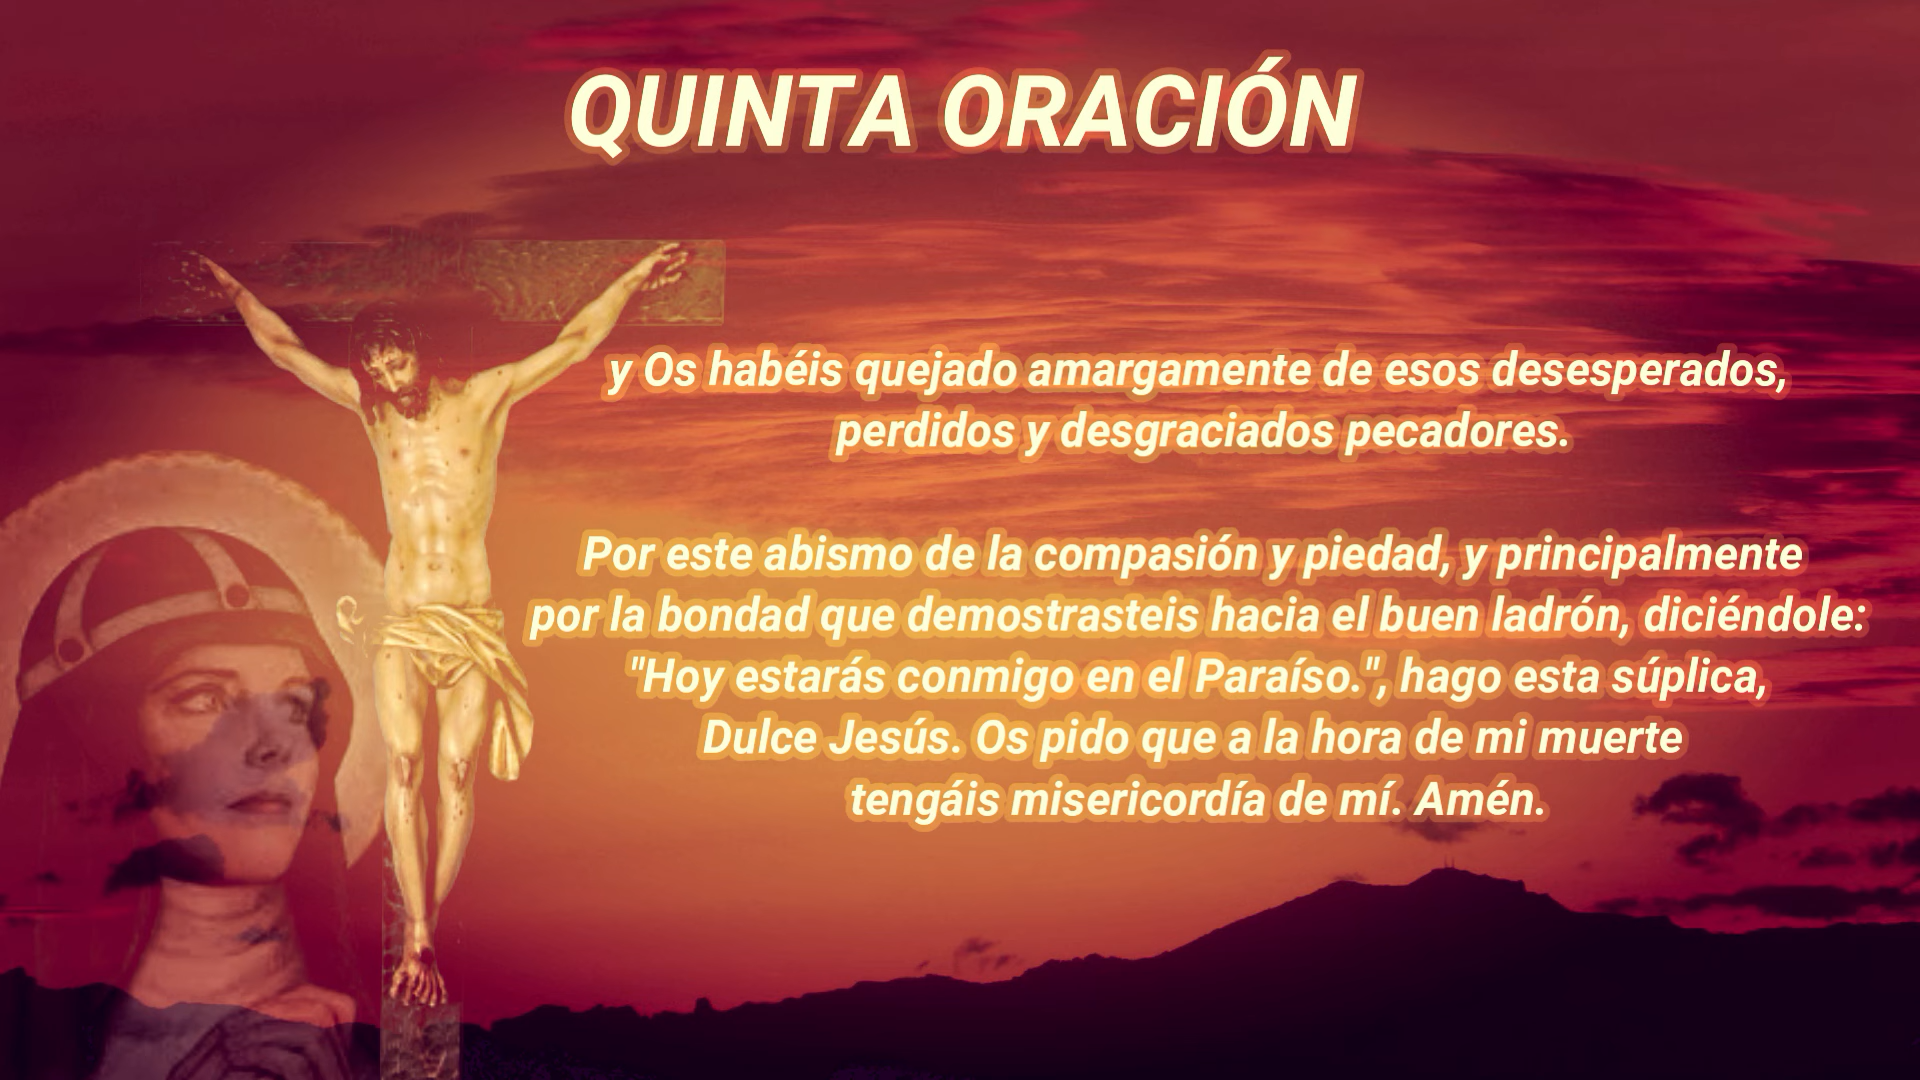 QUINTA ORACIÓN
y Os habéis quejado amargamente de esos desesperados,
perdidos y desgraciados pecadores.
Por este abismo de la compasión y piedad, y principalmente
por la bondad que demostrasteis hacia el buen ladrón, diciéndole:
"Hoy estarás conmigo en el Paraíso.", hago esta súplica,
Dulce Jesús. Os pido que a la hora de mi muerte
tengáis misericordía de mí. Amén.